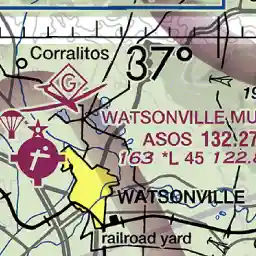 Corralitos
37°
G
WATSONVILLE MU
ASOS 132.27
163 *L 45 122.8
WATSONVILLE
railroad yard